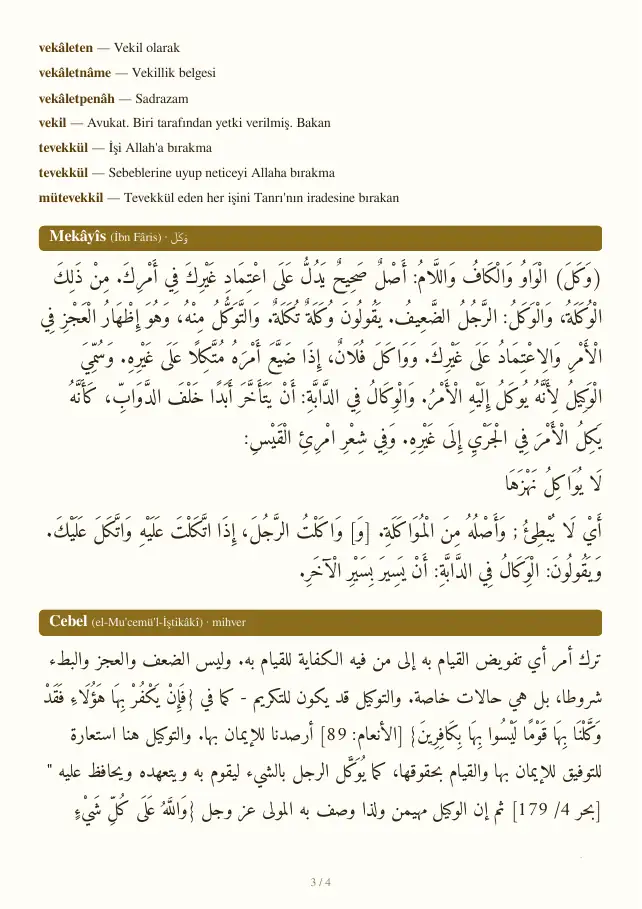 vekâleten — Vekil olarak
vekâletnâme — Vekillik belgesi
vekâletpenâh — Sadrazam
vekil — Avukat. Biri tarafından yetki verilmiş. Bakan
tevekkül — İşi Allah'a bırakma
tevekkül — Sebeblerine uyup neticeyi Allaha bırakma
mütevekkil — Tevekkül eden her işini Tanrı'nın iradesine bırakan
Mekâyîs (İbn Fâris) · وَكَلَ
(وَكَلَ) الْوَاوُ وَالْكَافُ وَاللَّامُ: أَصْلٌ صَحِيحٌ يَدُلُّ عَلَى اعْتِمَادِ غَيْرِكَ فِي أَمْرِكَ. مِنْ ذَلِكَ
الْوُكَلَةُ، وَالْوَكَلُ: الرَّجُلُ الضَّعِيفُ. يَقُولُونَ وُكَلَةٌ تُكَلَةٌ. وَالتَّوَكُّلُ مِنْهُ، وَهُوَ إِظْهَارُ الْعَجْزِ فِي
الْأَمْرِ وَالِاعْتِمَادُ عَلَى غَيْرِكَ. وَوَاكَلَ فُلَانٌ، إِذَا ضَيَّعَ أَمْرَهُ مُتَّكِلًا عَلَى غَيْرِهِ. وَسُمِّيَ
الْوَكِيلُ لِأَنَّهُ يُوكَلُ إِلَيْهِ الْأَمْرُ. وَالْوِكَالُ فِي الدَّابَّةِ: أَنْ يَتَأَخَّرَ أَبَدًا خَلْفَ الدَّوَابِّ، كَأَنَّهُ
يَكِلُ الْأَمْرَ فِي الْجَرْيِ إِلَى غَيْرِهِ. وَفِي شِعْرِ امْرِئِ الْقَيْسِ:
لَا يُوَاكِلُ نَهْزَهَا
أَيْ لَا يُبْطِئُ ; وَأَصْلُهُ مِنَ الْمُوَاكَلَةِ. [وَ] وَاكَلْتُ الرَّجُلَ، إِذَا اتَّكَلْتَ عَلَيْهِ وَاتَّكَلَ عَلَيْكَ.
وَيَقُولُونَ: الْوِكَالُ فِي الدَّابَّةِ: أَنْ يَسِيرَ بِسَيْرِ الْآخَرِ.
Cebel (el-Mu'cemü'l-İştikâkî) · mihver
ترك أمر أي تفويض القيام به إلى من فيه الكفاية للقيام به. وليس الضعف والعجز والبطء
شروطا، بل هي حالات خاصة. والتوكيل قد يكون للتكريم - كما في {فَإِنْ يَكْفُرْ بِهَا هَؤُلَاءِ فَقَدْ
وَكَّلْنَا بِهَا قَوْمًا لَيْسُوا بِهَا بِكَافِرِينَ} [الأنعام: 89] أرصدنا للإيمان بها. والتوكيل هنا استعارة
للتوفيق للإيمان بها والقيام بحقوقها، كما يُوَكَّل الرجل بالشيء ليقوم به ويتعهده ويحافظ عليه "
[بحر 4/ 179] ثم إن الوكيل مهيمن ولذا وصف به المولى عز وجل {وَاللَّهُ عَلَى كُلِّ شَيْءٍ
3 / 4